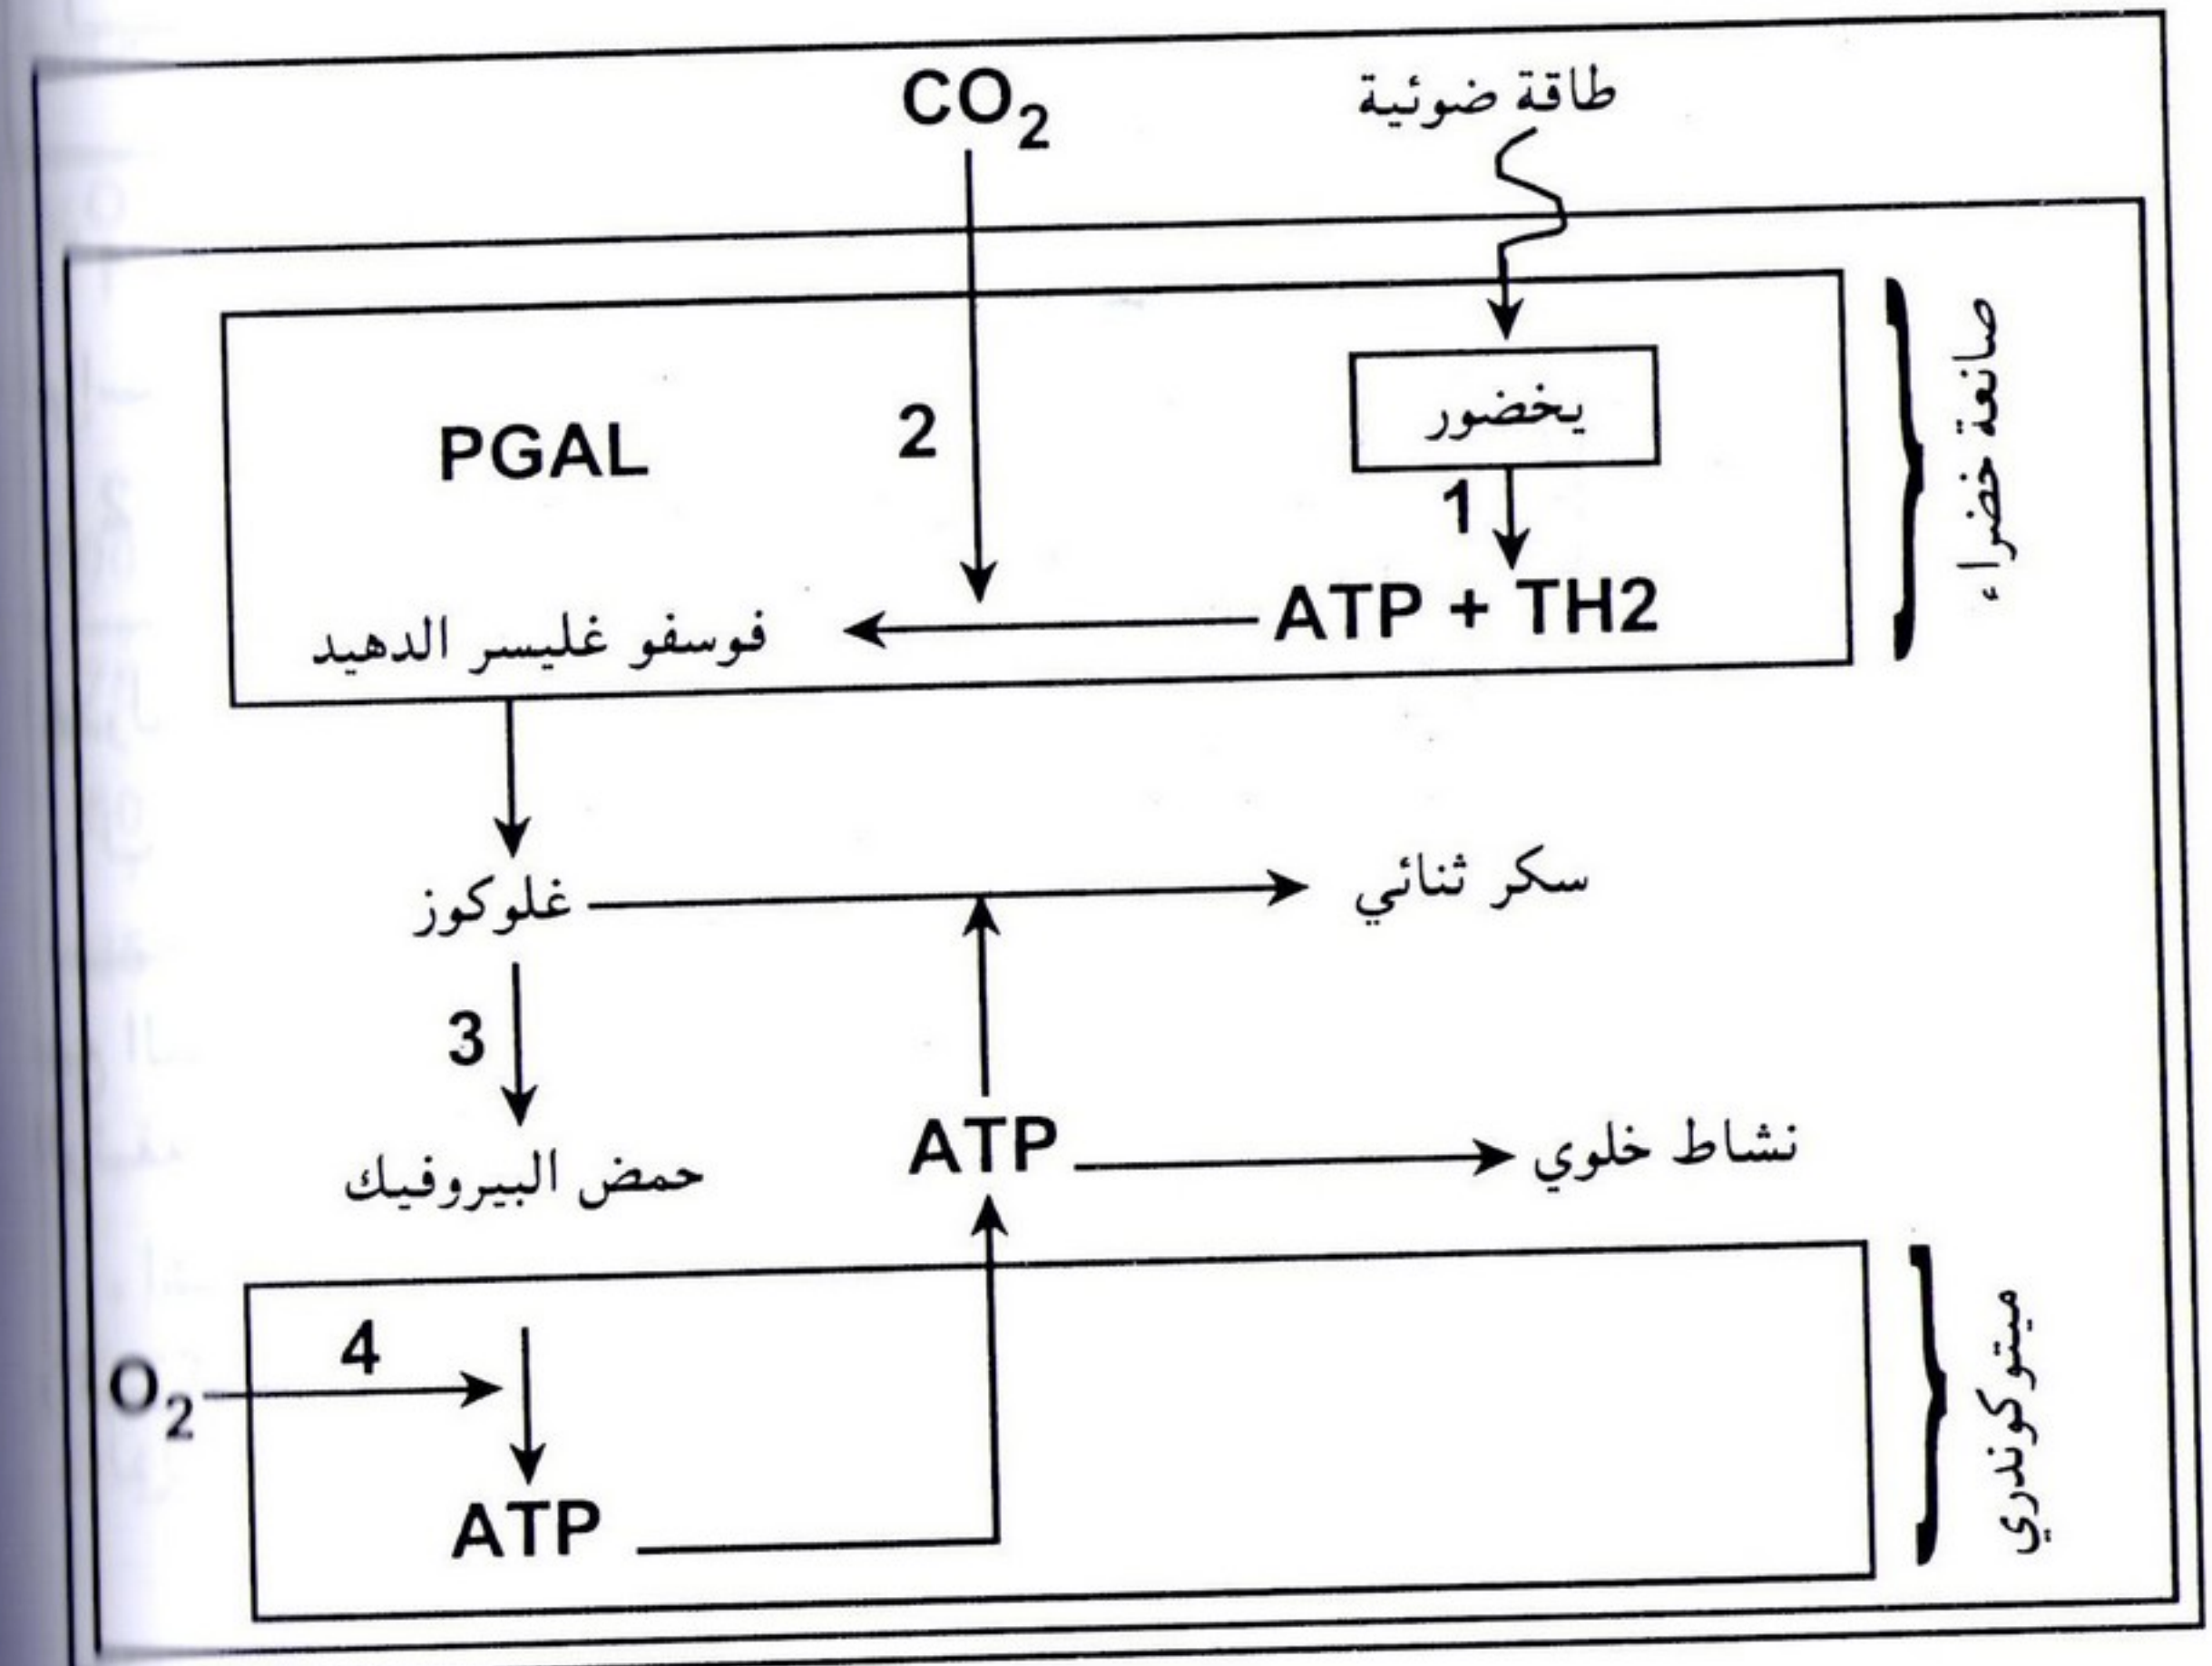 طاقة ضوئية
CO₂
صانعة خضراء
يخضور
2
PGAL
1
ATP + TH2
فوسفو غليسر الدهيد
غلوكوز
سكر ثنائي
3
ATP
نشاط خلوي
حمض البيروفيك
ميتوكوندري
4
O₂
ATP